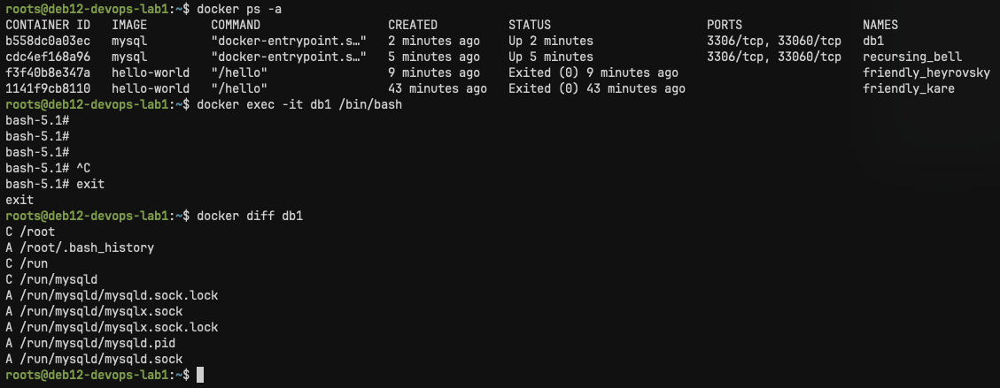 roots@deb12-devops-lab1:~$ docker ps -a
CONTAINER ID   IMAGE         COMMAND                  CREATED          STATUS                      PORTS                 NAMES
b558dc0a03ec   mysql         "docker-entrypoint.s…"   2 minutes ago    Up 2 minutes                3306/tcp, 33060/tcp   db1
cdc4ef168a96   mysql         "docker-entrypoint.s…"   5 minutes ago    Up 5 minutes                3306/tcp, 33060/tcp   recursing_bell
f3f40b8e347a   hello-world   "/hello"                 9 minutes ago    Exited (0) 9 minutes ago                          friendly_heyrovsky
1141f9cb8110   hello-world   "/hello"                 43 minutes ago   Exited (0) 43 minutes ago                         friendly_kare
roots@deb12-devops-lab1:~$ docker exec -it db1 /bin/bash
bash-5.1#
bash-5.1#
bash-5.1#
bash-5.1# ^C
bash-5.1# exit
exit
roots@deb12-devops-lab1:~$ docker diff db1
C /root
A /root/.bash_history
C /run
C /run/mysqld
A /run/mysqld/mysqld.sock.lock
A /run/mysqld/mysqlx.sock
A /run/mysqld/mysqlx.sock.lock
A /run/mysqld/mysqld.pid
A /run/mysqld/mysqld.sock
roots@deb12-devops-lab1:~$